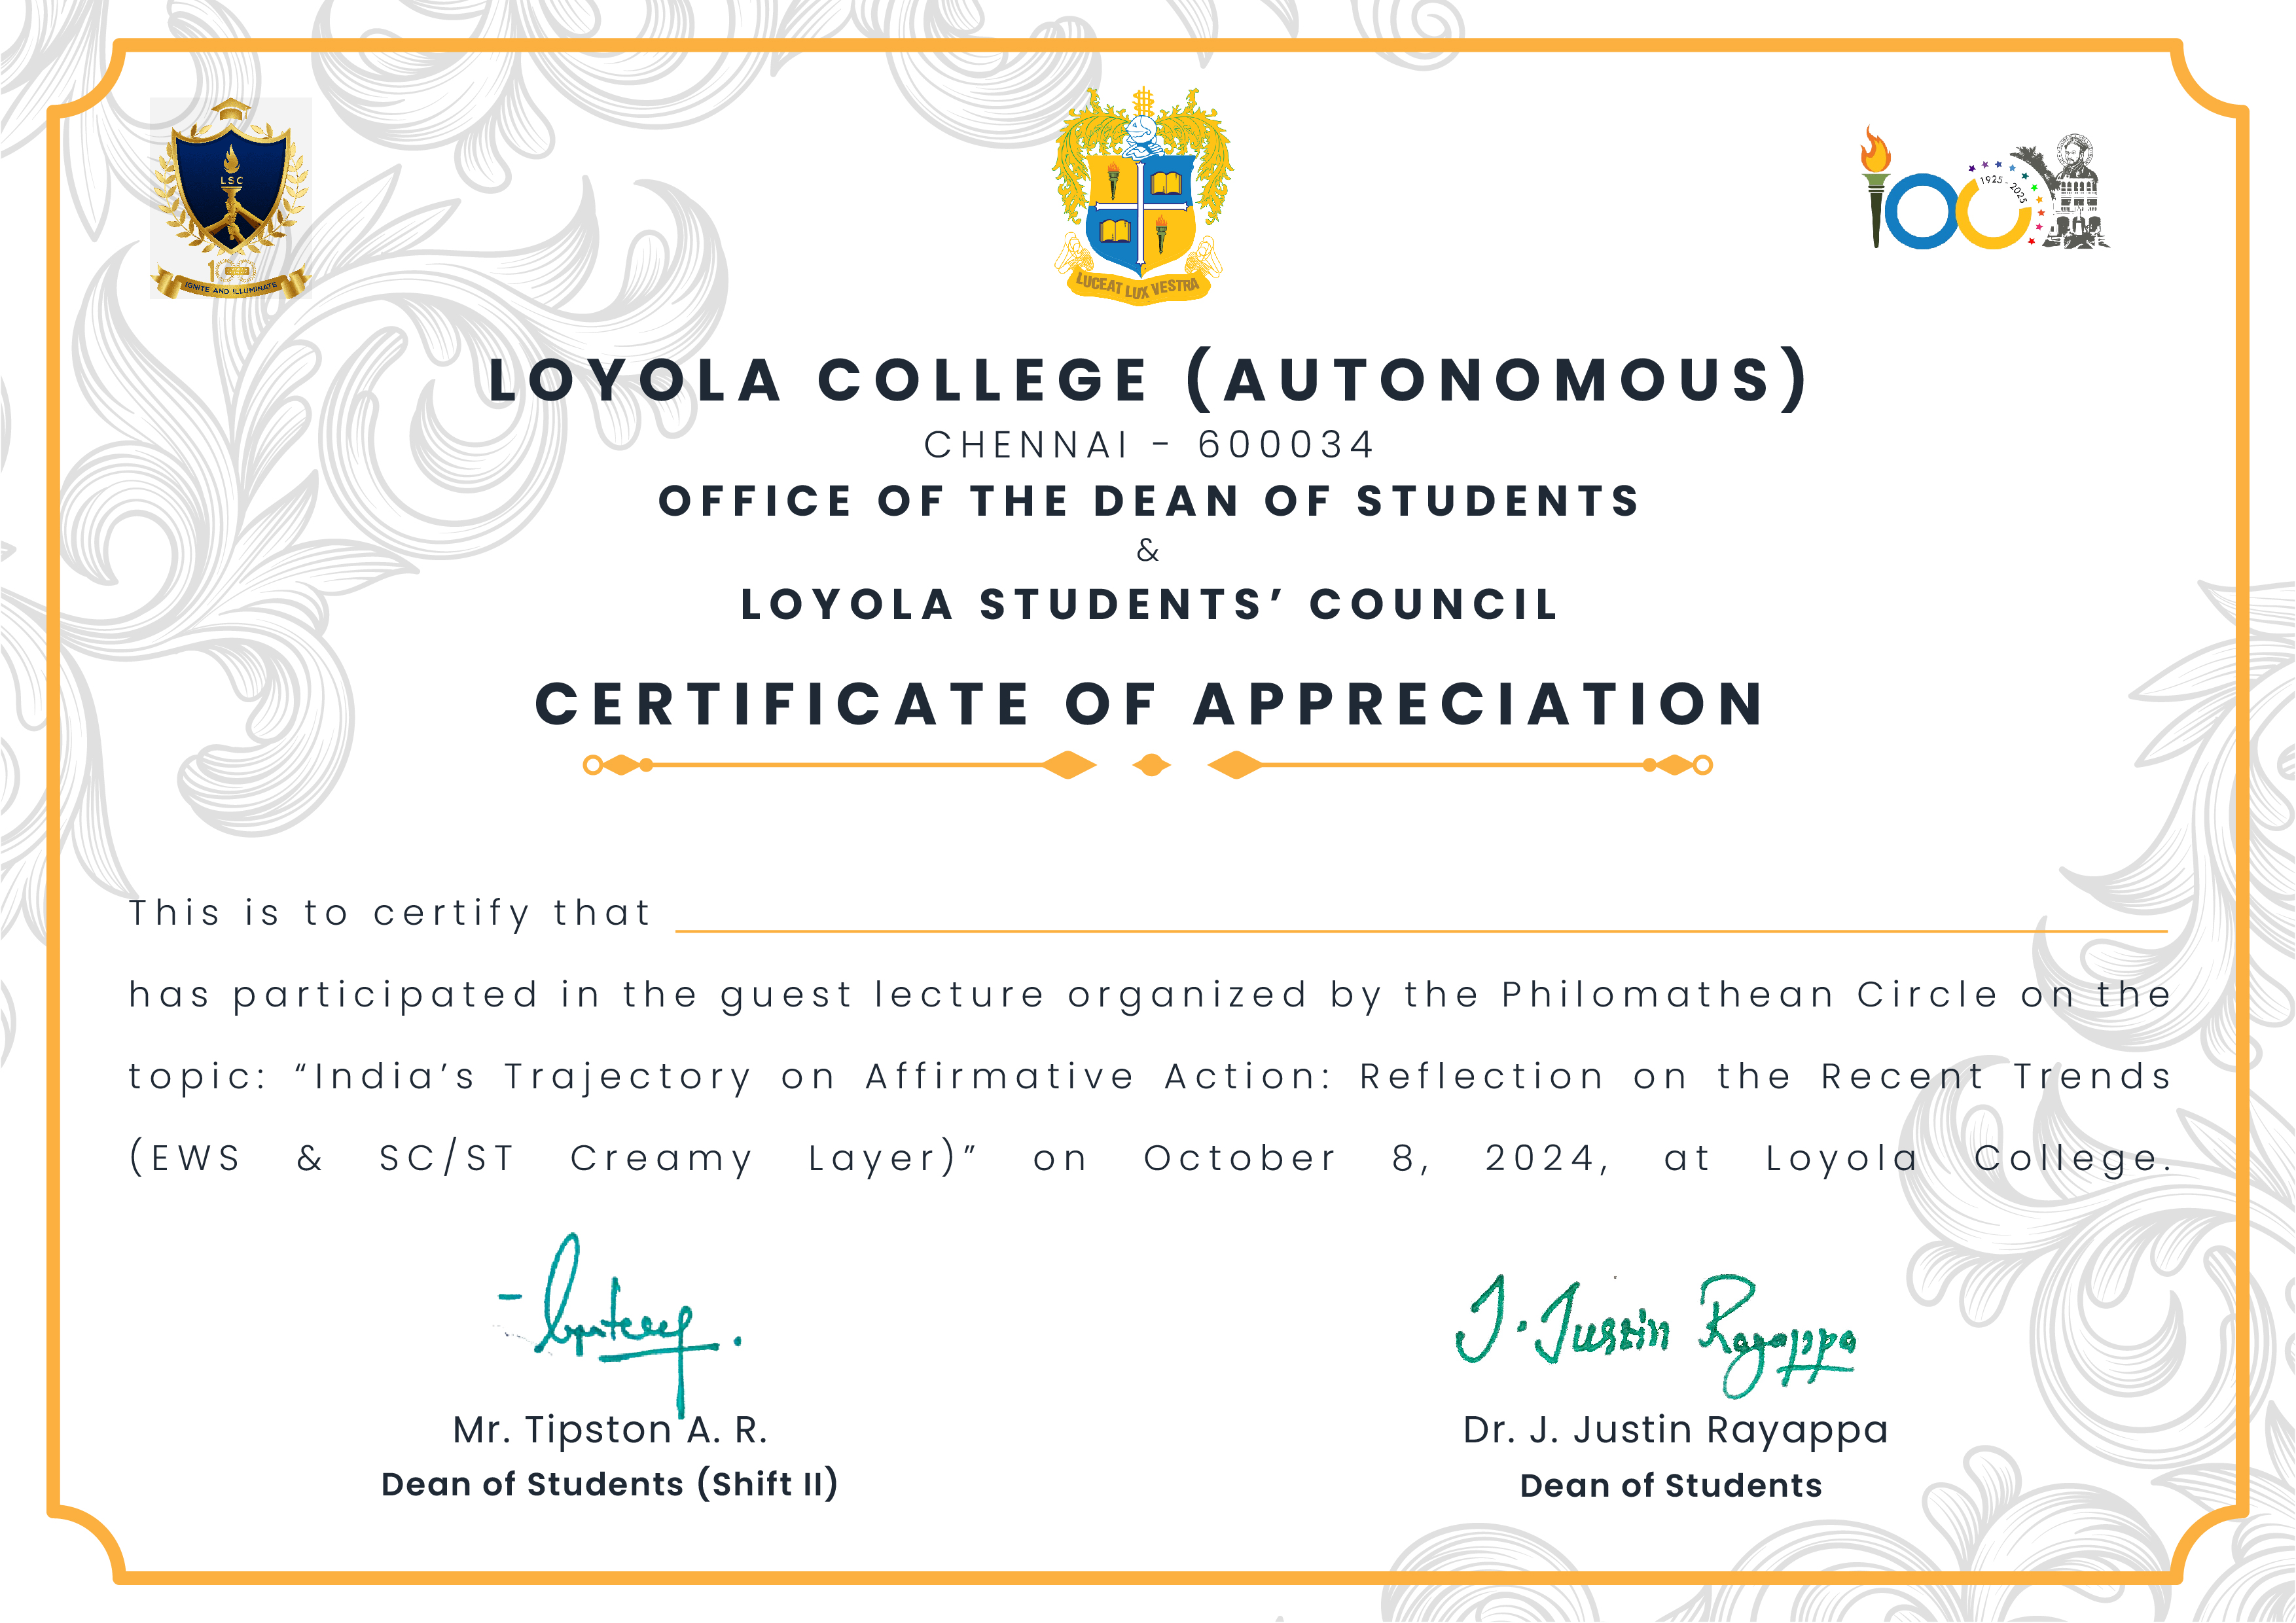 LSC
100
IGNITE AND ILLUMINATE
LUCEAT LUX VESTRA
100
1925 - 2025
LOYOLA COLLEGE (AUTONOMOUS)
CHENNAI - 600034
OFFICE OF THE DEAN OF STUDENTS
&
LOYOLA STUDENTS’ COUNCIL
CERTIFICATE OF APPRECIATION
This is to certify that
has participated in the guest lecture organized by the Philomathean Circle on the
topic: “India’s Trajectory on Affirmative Action: Reflection on the Recent Trends
(EWS & SC/ST Creamy Layer)” on October 8, 2024, at Loyola College.
J. Justin Rayappa
Mr. Tipston A. R.
Dr. J. Justin Rayappa
Dean of Students (Shift II)
Dean of Students